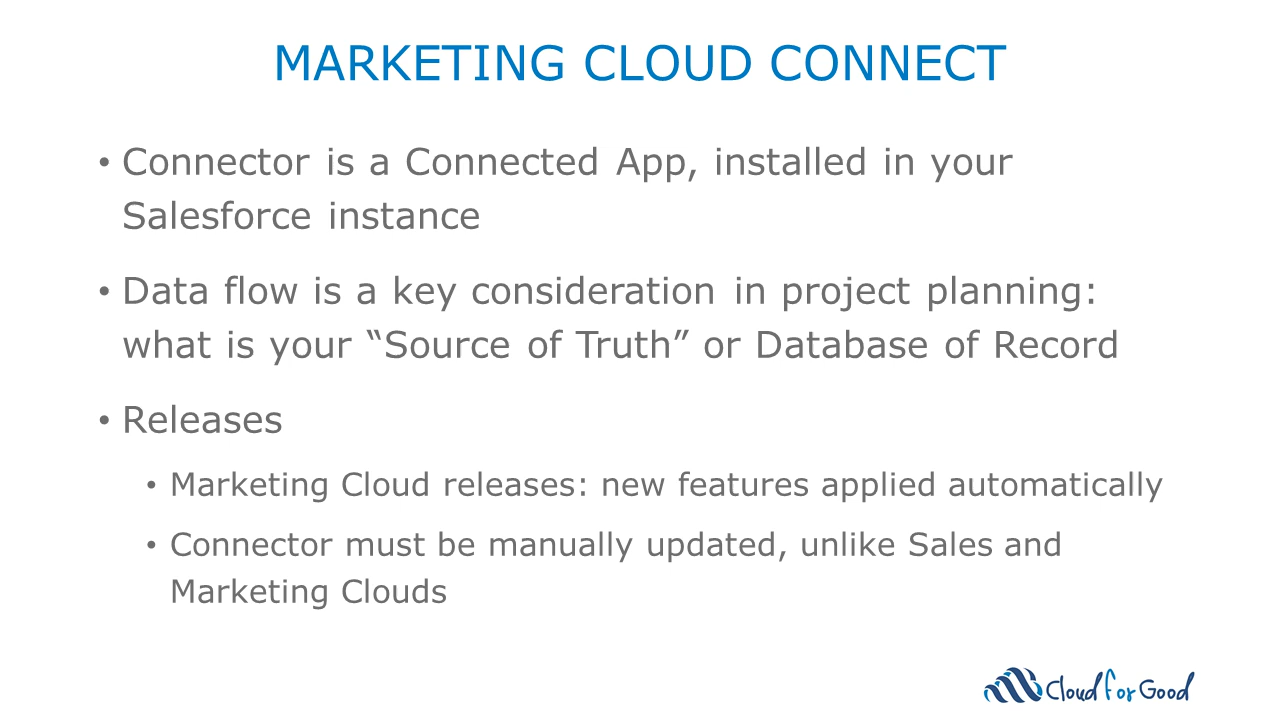 MARKETING CLOUD CONNECT
• Connector is a Connected App, installed in your
Salesforce instance
• Data flow is a key consideration in project planning:
what is your “Source of Truth” or Database of Record
• Releases
• Marketing Cloud releases: new features applied automatically
• Connector must be manually updated, unlike Sales and
Marketing Clouds
Cloud for Good